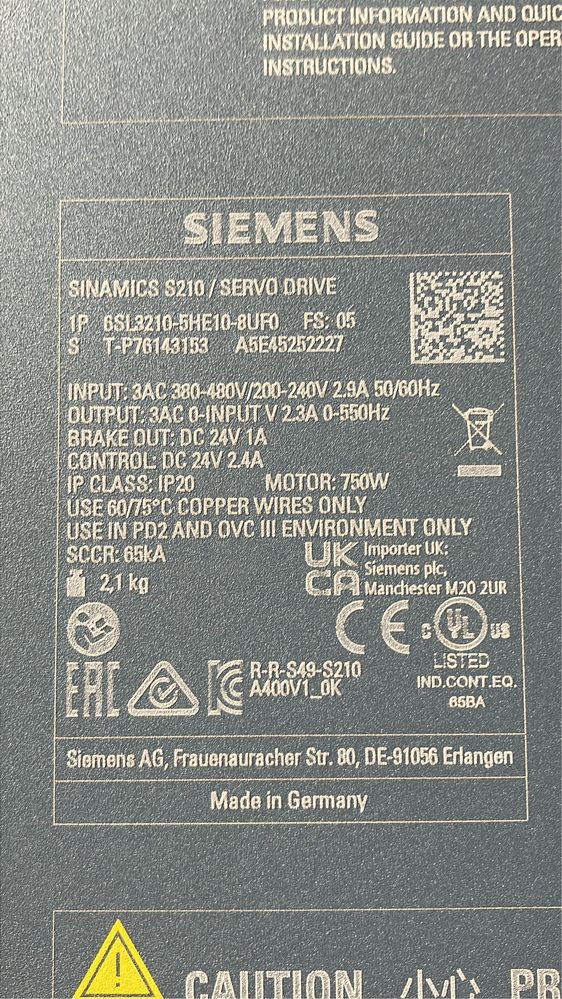 PRODUCT INFORMATION AND QUIC
INSTALLATION GUIDE OR THE OPER
INSTRUCTIONS.
SIEMENS
SINAMICS S210 / SERVO DRIVE
1P 6SL3210-5HE10-8UF0 FS: 05
S T-P76143153 A5E45252227
INPUT: 3AC 380-480V/200-240V 2.9A 50/60Hz
OUTPUT: 3AC 0-INPUT V 2.3A 0-550Hz
BRAKE OUT: DC 24V 1A
CONTROL: DC 24V 2.4A
IP CLASS: IP20 MOTOR: 750W
USE 60/75°C COPPER WIRES ONLY
USE IN PD2 AND OVC III ENVIRONMENT ONLY
SCCR: 65kA
UK
CA
Importer UK:
Siemens plc,
Manchester M20 2UR
2,1 kg
CE
C UL US
LISTED
IND.CONT.EQ.
65BA
EAC
R-R-S49-S210
A400V1_0K
Siemens AG, Frauenauracher Str. 80, DE-91056 Erlangen
Made in Germany
CAUTION 小心 PR